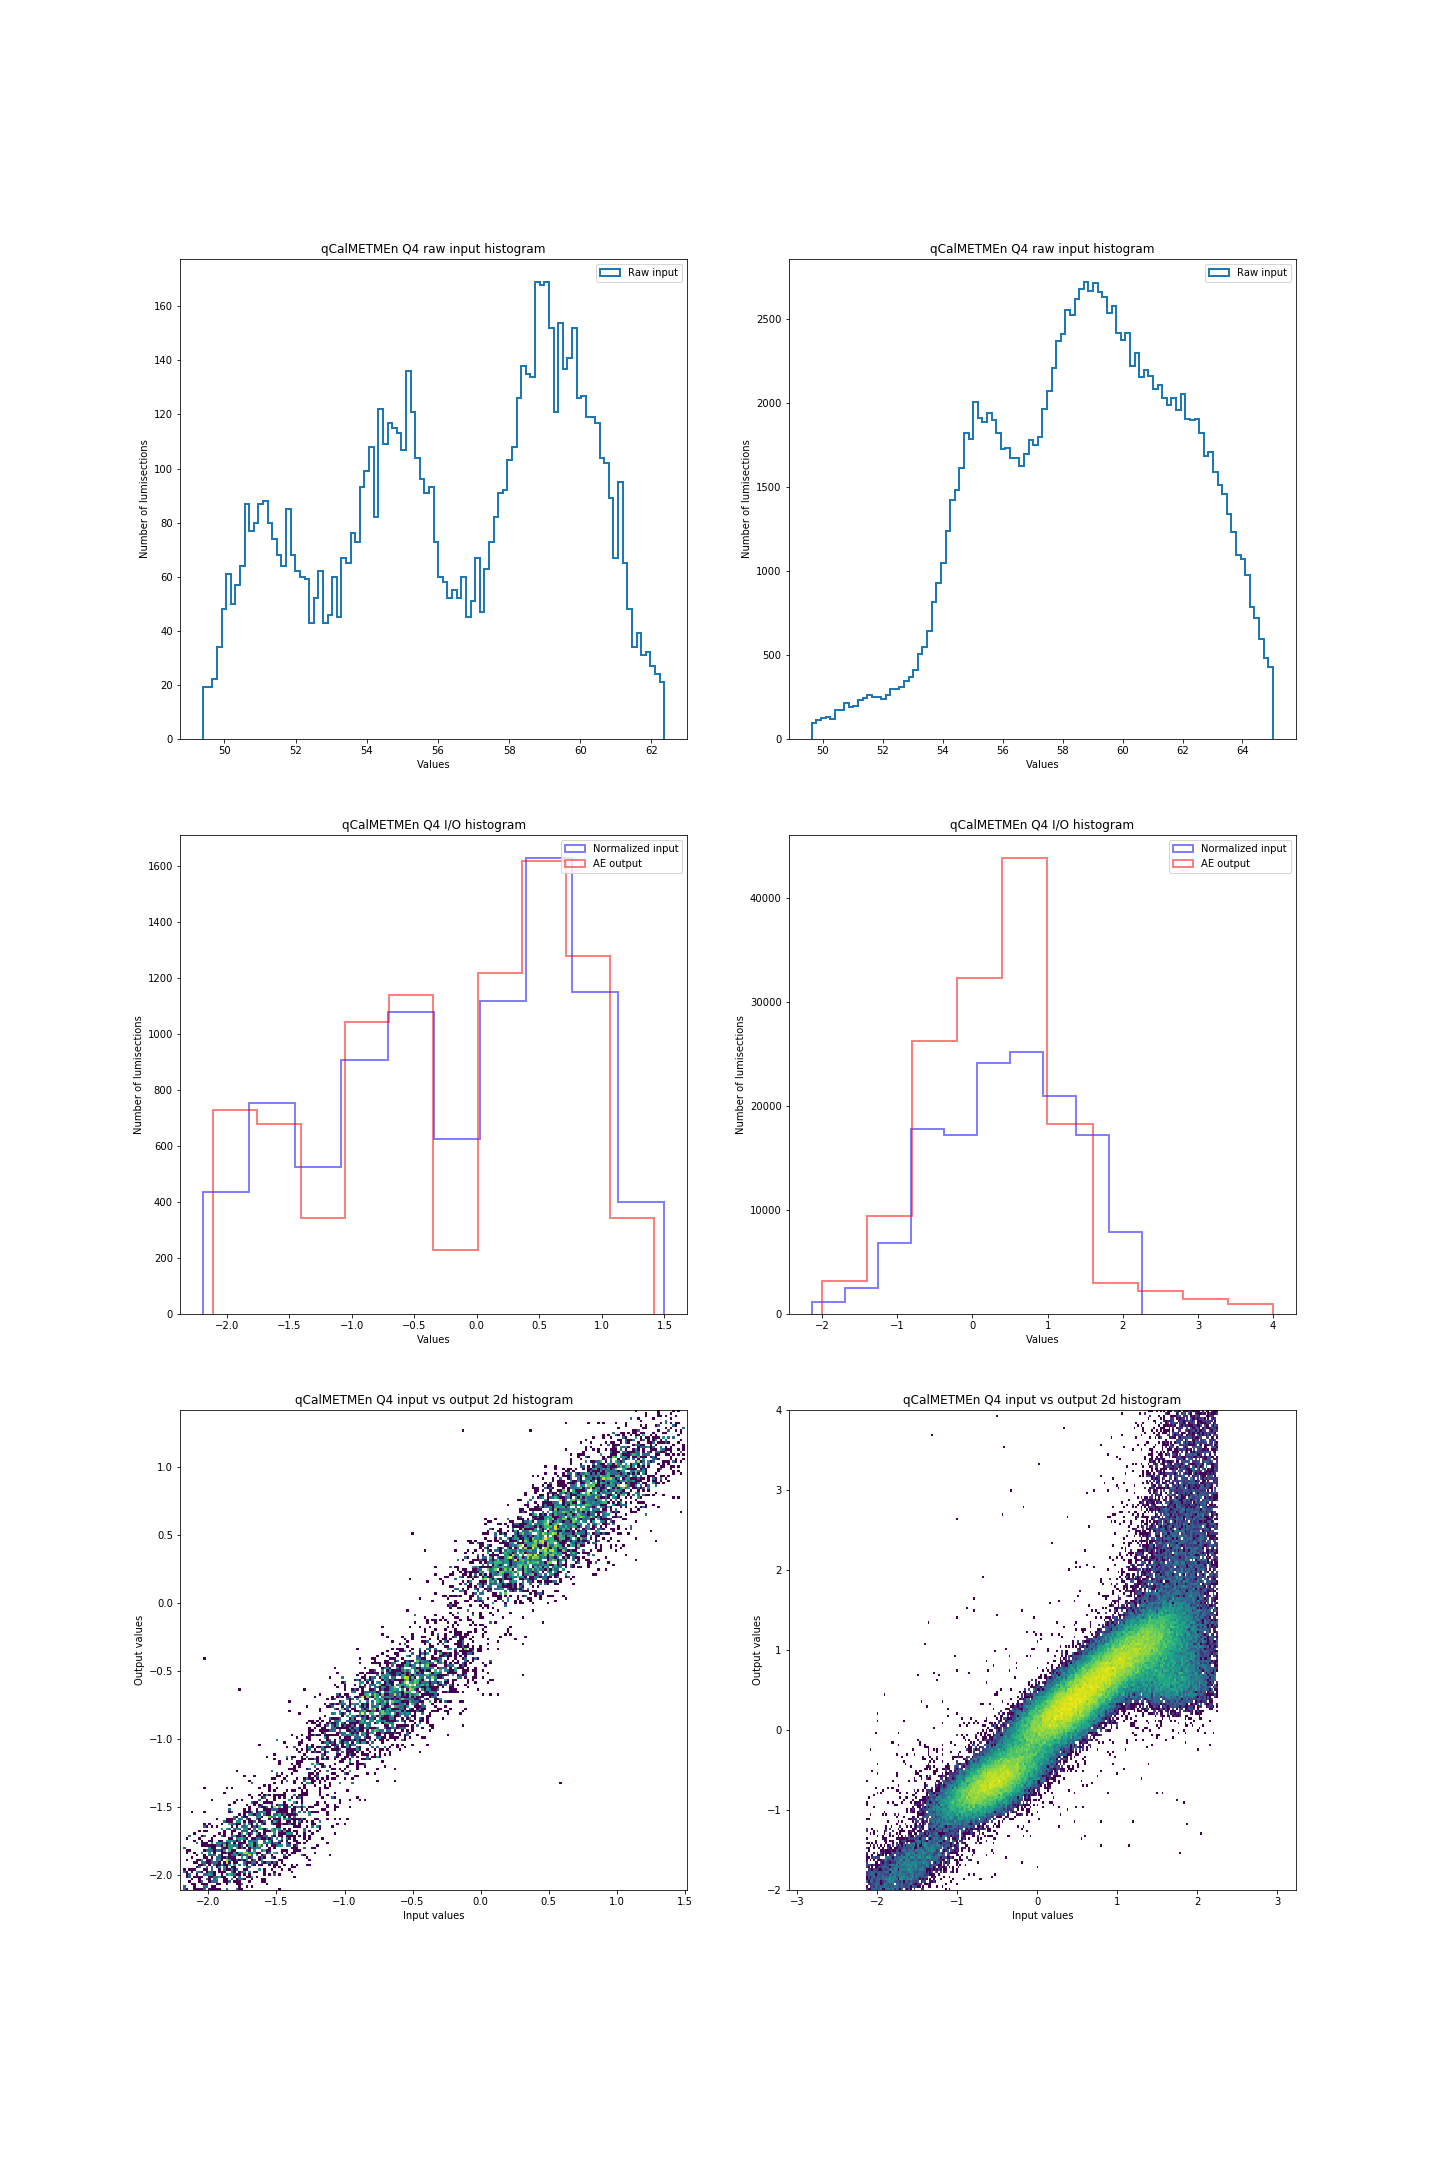 qCalMETMEn Q4 raw input histogram
Raw input
160
140
120
100
80
60
40
20
0
Number of lumisections
50 52 54 56 58 60 62
Values
qCalMETMEn Q4 raw input histogram
Raw input
2500
2000
1500
1000
500
0
Number of lumisections
50 52 54 56 58 60 62 64
Values
qCalMETMEn Q4 I/O histogram
Normalized input
AE output
1600
1400
1200
1000
800
600
400
200
0
Number of lumisections
−2.0 −1.5 −1.0 −0.5 0.0 0.5 1.0 1.5
Values
qCalMETMEn Q4 I/O histogram
Normalized input
AE output
40000
30000
20000
10000
0
Number of lumisections
−2 −1 0 1 2 3 4
Values
qCalMETMEn Q4 input vs output 2d histogram
1.0
0.5
0.0
−0.5
−1.0
−1.5
−2.0
Output values
−2.0 −1.5 −1.0 −0.5 0.0 0.5 1.0 1.5
Input values
qCalMETMEn Q4 input vs output 2d histogram
4
3
2
1
0
−1
−2
Output values
−3 −2 −1 0 1 2 3
Input values